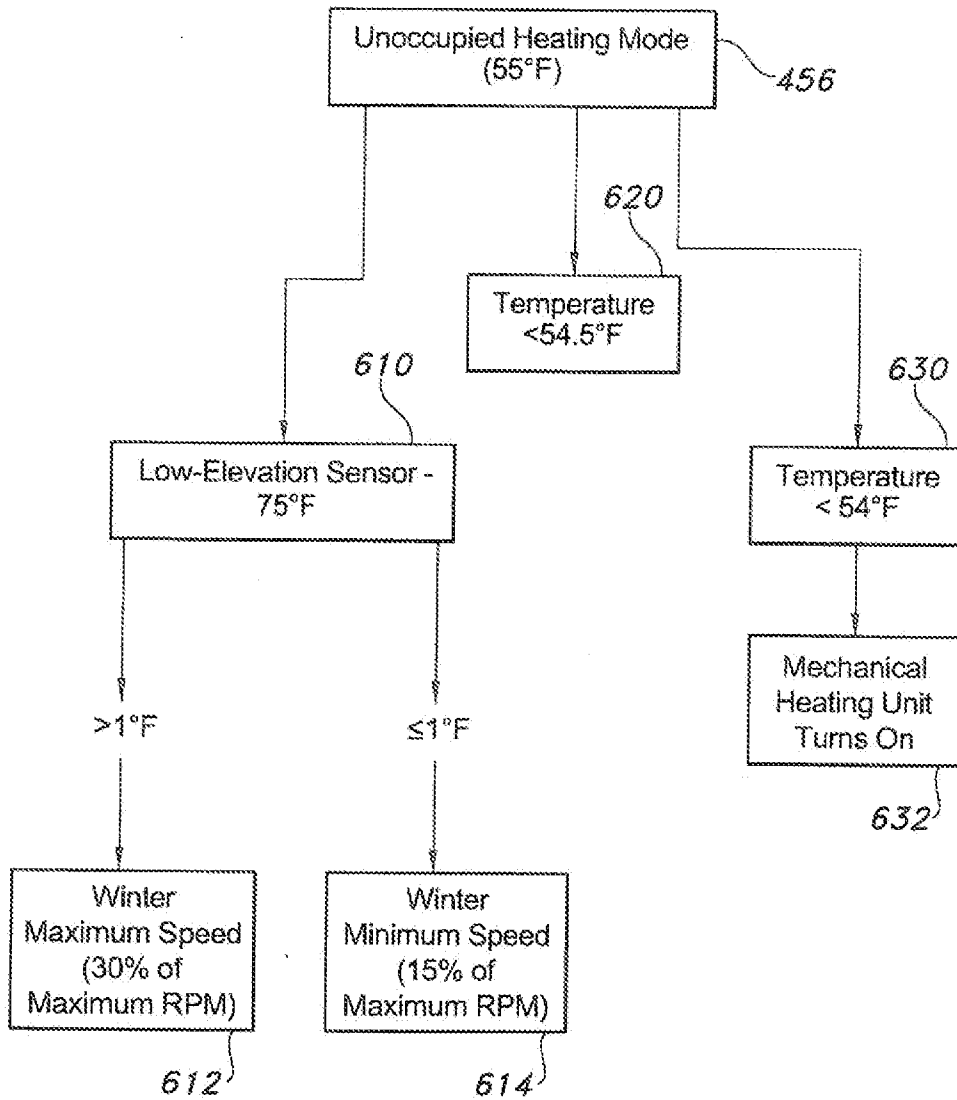 Unoccupied Heating Mode
(55°F)
456
620
Temperature
<54.5°F
610
630
Low-Elevation Sensor -
75°F
Temperature
< 54°F
Mechanical
Heating Unit
Turns On
>1°F
≤1°F
632
Winter
Maximum Speed
(30% of
Maximum RPM)
Winter
Minimum Speed
(15% of
Maximum RPM)
612
614